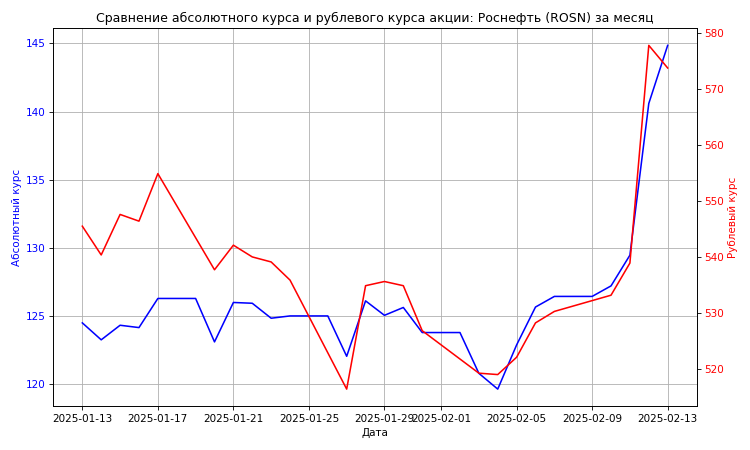 Сравнение абсолютного курса и рублевого курса акции: Роснефть (ROSN) за месяц
145
140
135
130
125
120
Абсолютный курс
580
570
560
550
540
530
520
Рублевый курс
2025-01-13 2025-01-17 2025-01-21 2025-01-25 2025-01-29 2025-02-01 2025-02-05 2025-02-09 2025-02-13
Дата